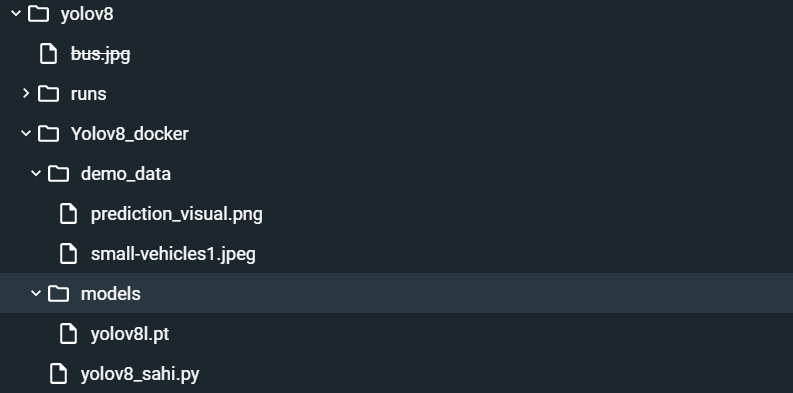 yolov8
bus.jpg
runs
Yolov8_docker
demo_data
prediction_visual.png
small-vehicles1.jpeg
models
yolov8l.pt
yolov8_sahi.py